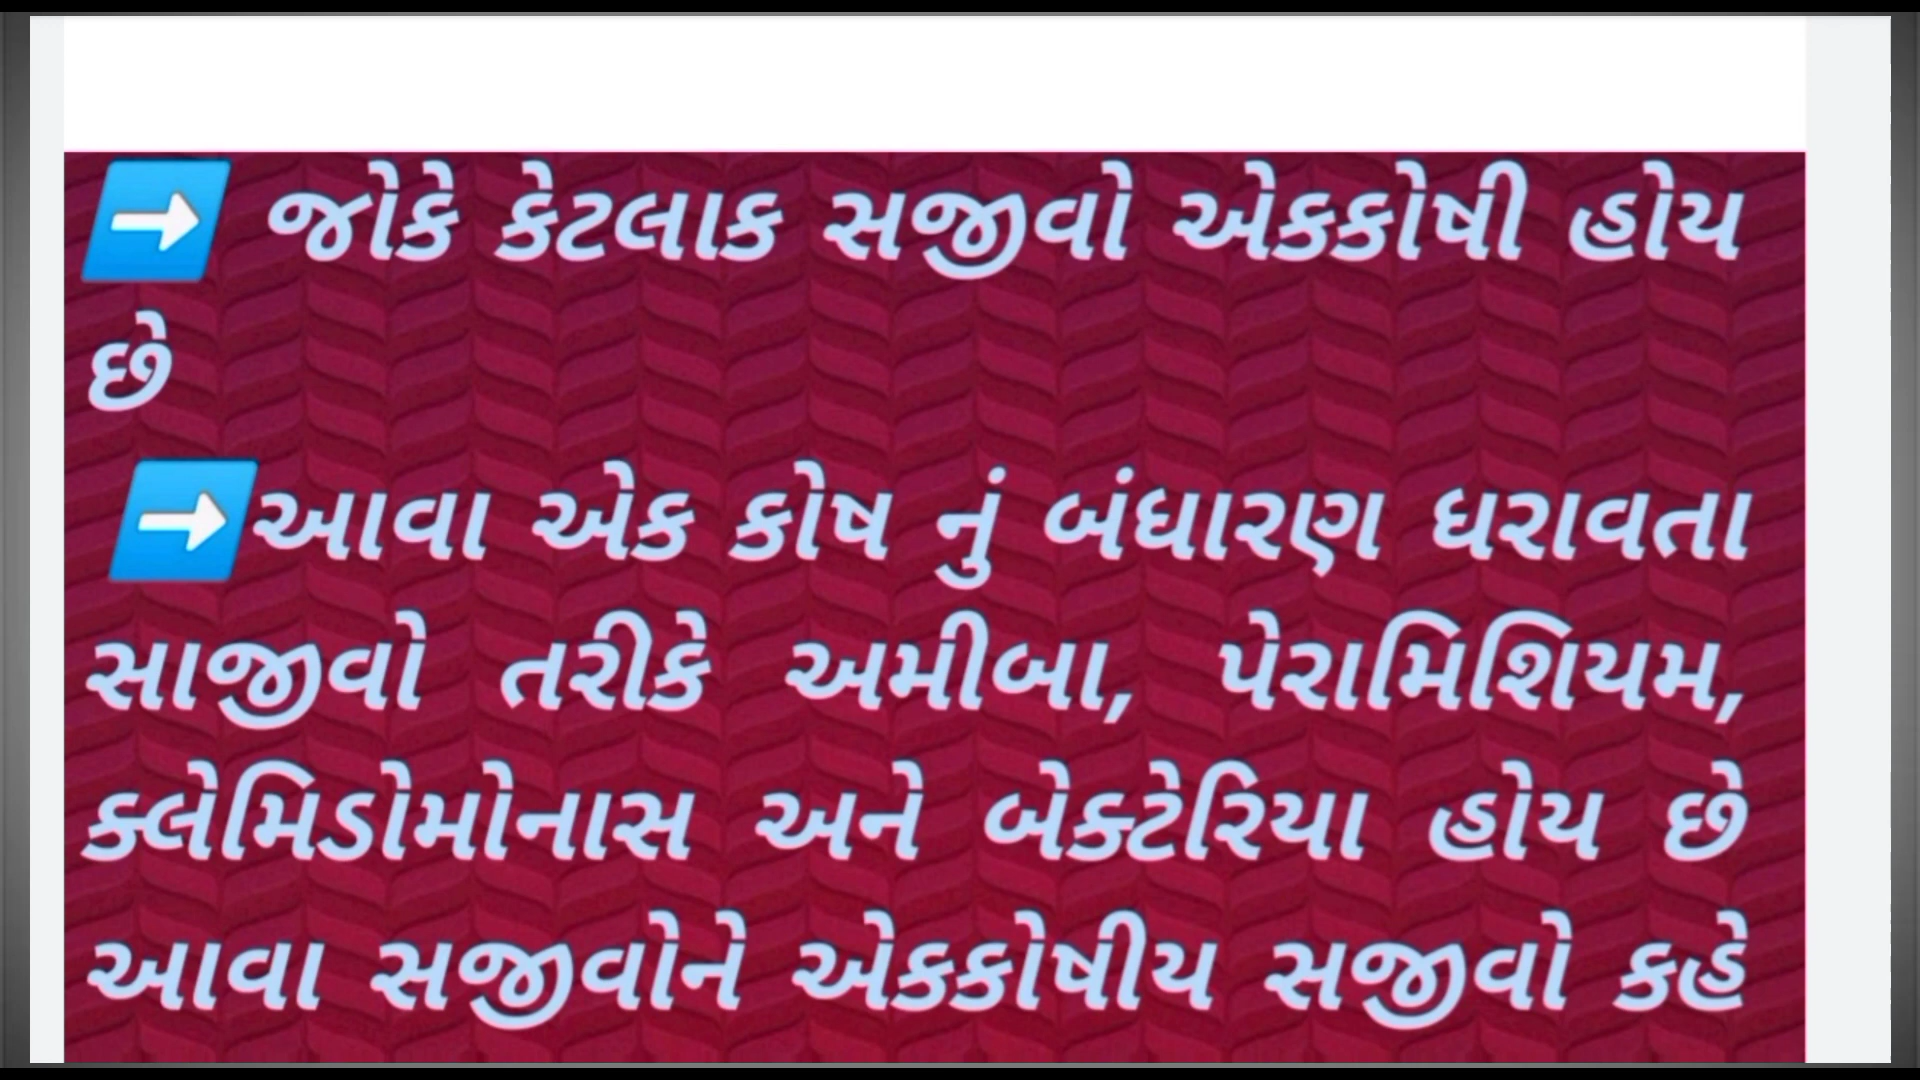 ➡️ જોકે કેટલાક સજીવો એકકોષી હોય
છે
➡️આવા એક કોષ નું બંધારણ ધરાવતા
સાજીવો તરીકે અમીબા, પેરામિશિયમ,
ક્લેમિડોમોનાસ અને બેક્ટેરિયા હોય છે
આવા સજીવોને એકકોષીય સજીવો કહે